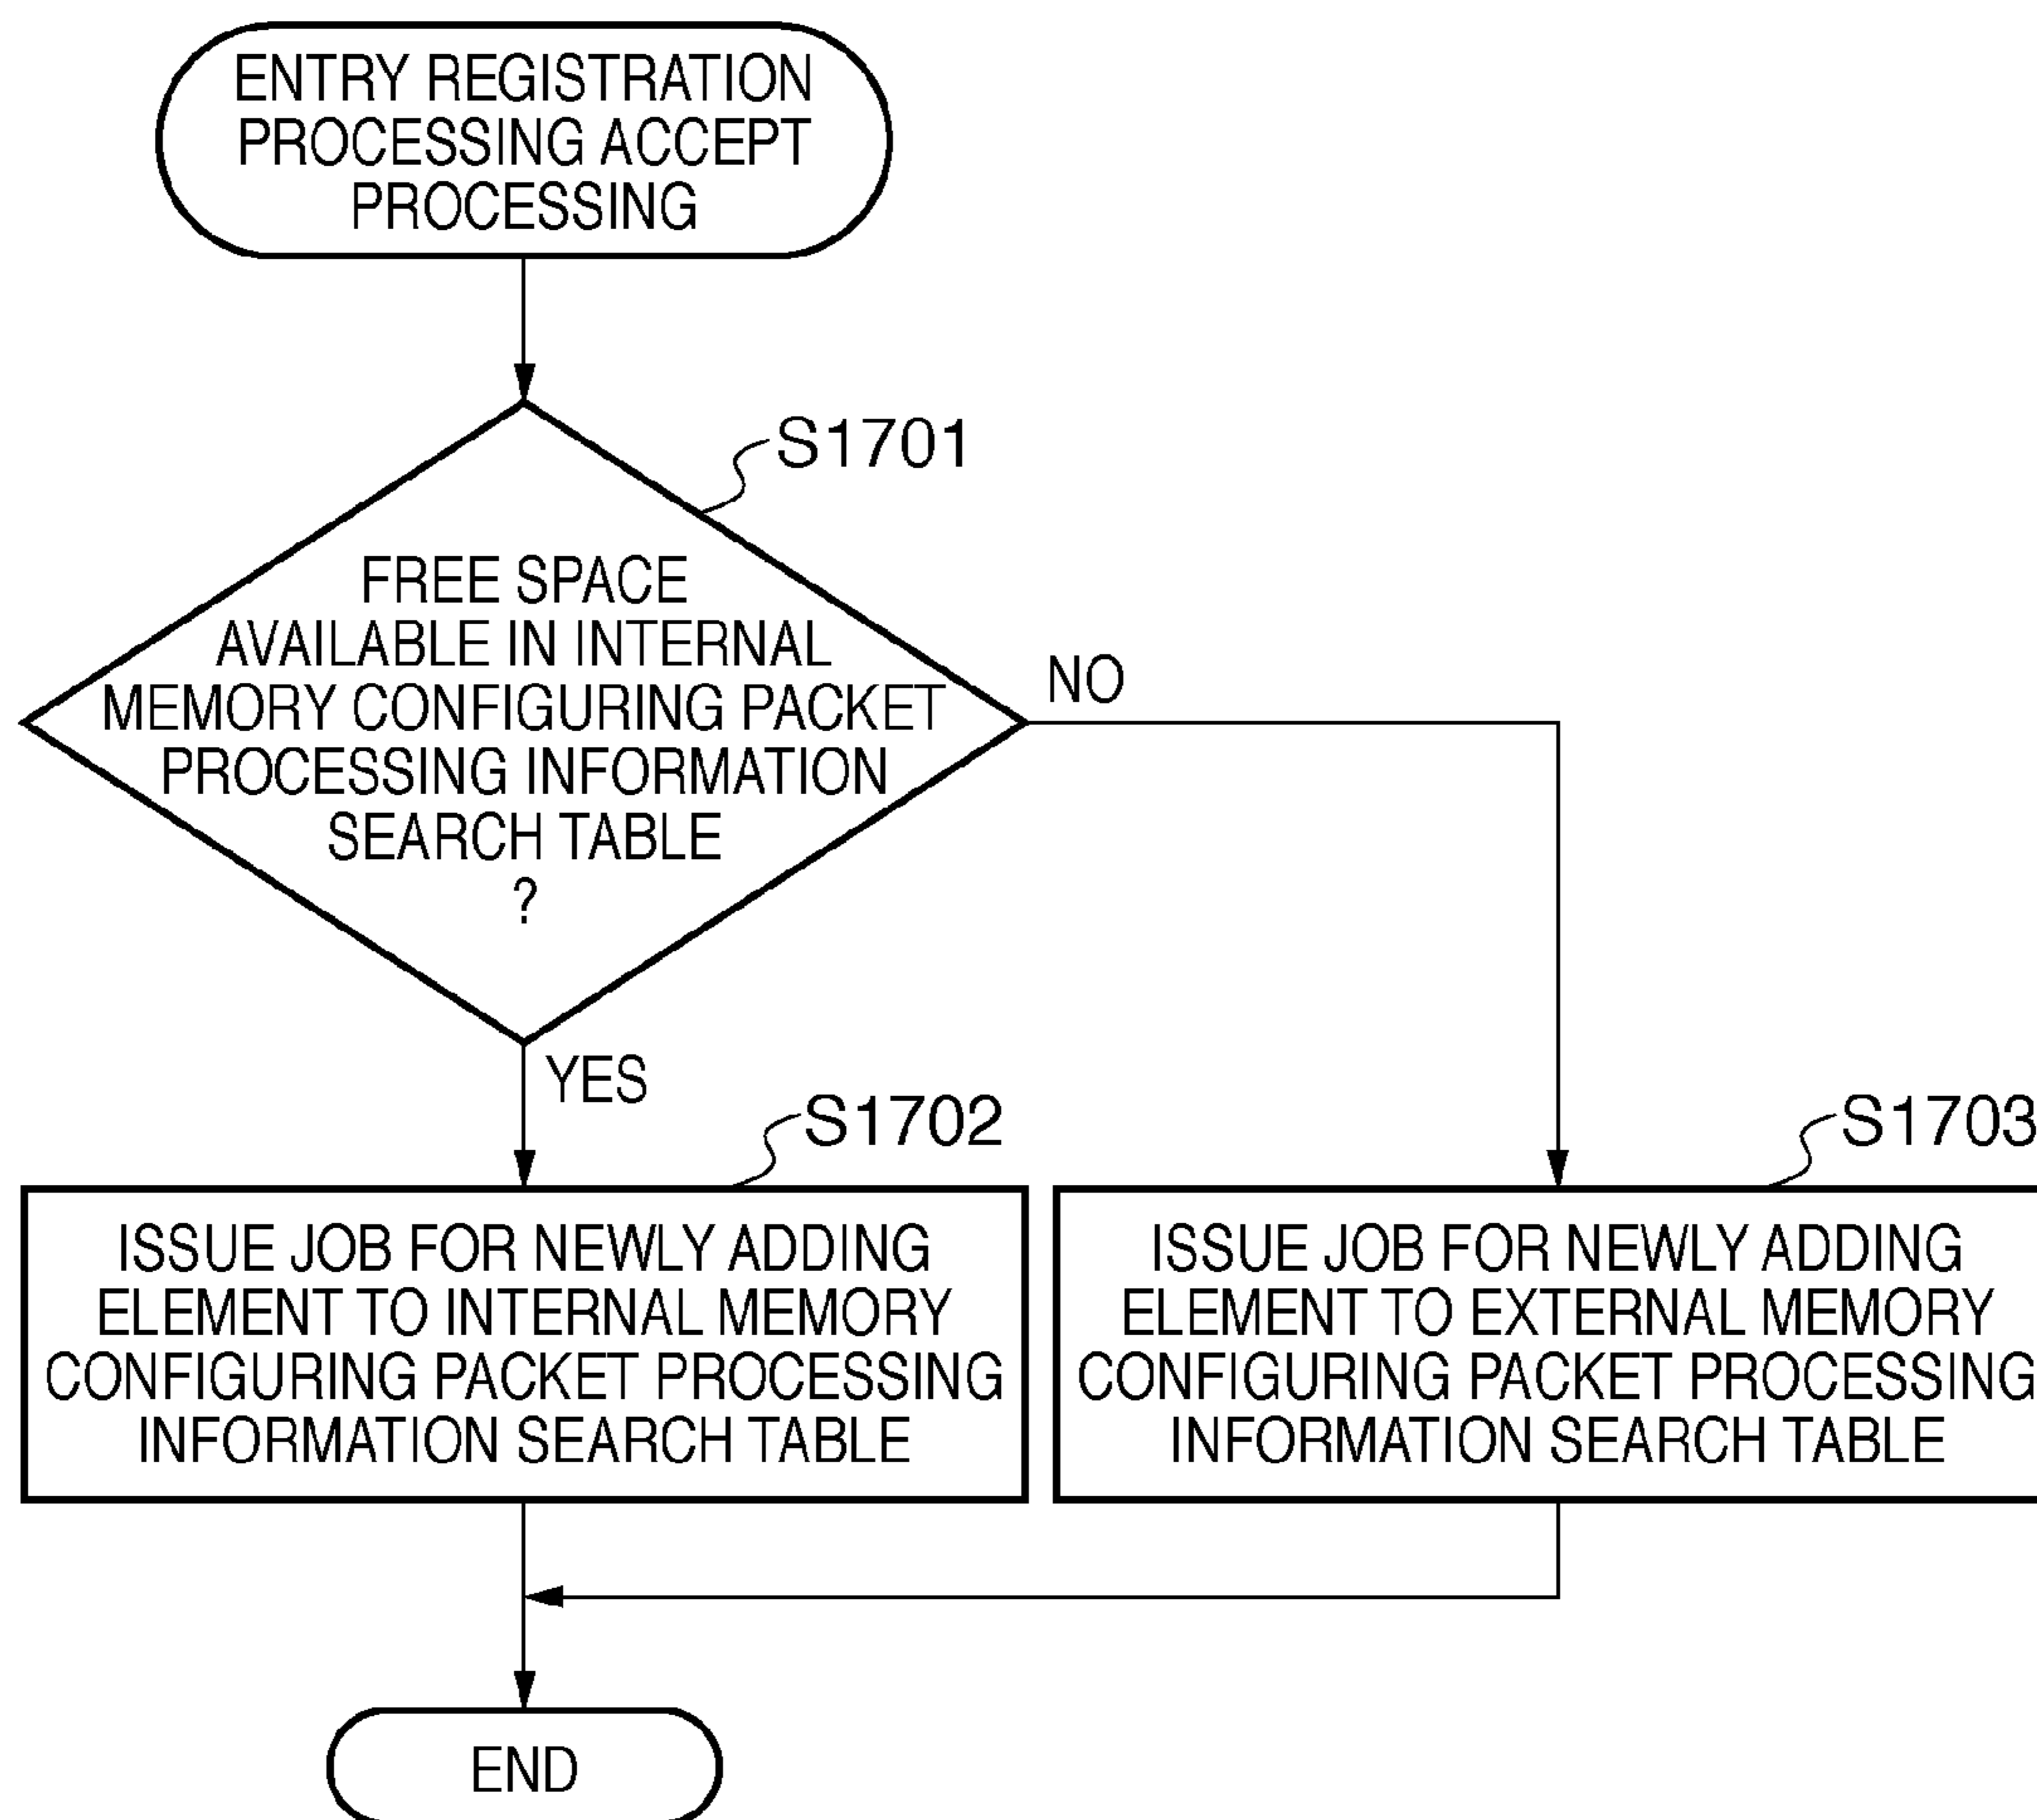 ENTRY REGISTRATION
PROCESSING ACCEPT
PROCESSING
S1701
FREE SPACE
AVAILABLE IN INTERNAL
MEMORY CONFIGURING PACKET
PROCESSING INFORMATION
SEARCH TABLE
?
NO
YES
S1702
ISSUE JOB FOR NEWLY ADDING
ELEMENT TO INTERNAL MEMORY
CONFIGURING PACKET PROCESSING
INFORMATION SEARCH TABLE
S1703
ISSUE JOB FOR NEWLY ADDING
ELEMENT TO EXTERNAL MEMORY
CONFIGURING PACKET PROCESSING
INFORMATION SEARCH TABLE
END